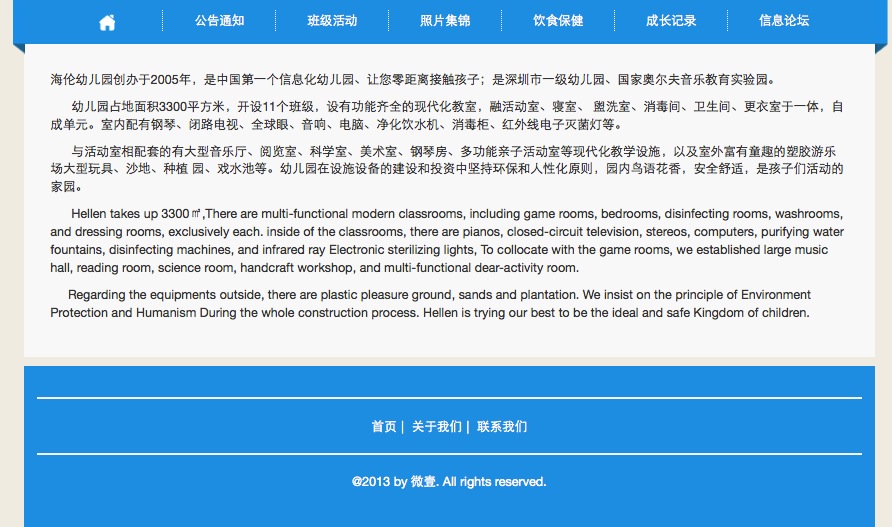 公告通知 班级活动 照片集锦 饮食保健 成长记录 信息论坛
海伦幼儿园创办于2005年，是中国第一个信息化幼儿园、让您零距离接触孩子；是深圳市一级幼儿园、国家奥尔夫音乐教育实验园。
幼儿园占地面积3300平方米，开设11个班级，设有功能齐全的现代化教室，融活动室、寝室、 盥洗室、消毒间、卫生间、更衣室于一体，自
成单元。室内配有钢琴、闭路电视、全球眼、音响、电脑、净化饮水机、消毒柜、红外线电子灭菌灯等。
与活动室相配套的有大型音乐厅、阅览室、科学室、美术室、钢琴房、多功能亲子活动室等现代化教学设施，以及室外富有童趣的塑胶游乐
场大型玩具、沙地、种植 园、戏水池等。幼儿园在设施设备的建设和投资中坚持环保和人性化原则，园内鸟语花香，安全舒适，是孩子们活动的
家园。
Hellen takes up 3300㎡,There are multi-functional modern classrooms, including game rooms, bedrooms, disinfecting rooms, washrooms,
and dressing rooms, exclusively each. inside of the classrooms, there are pianos, closed-circuit television, stereos, computers, purifying water
fountains, disinfecting machines, and infrared ray Electronic sterilizing lights, To collocate with the game rooms, we established large music
hall, reading room, science room, handcraft workshop, and multi-functional dear-activity room.
Regarding the equipments outside, there are plastic pleasure ground, sands and plantation. We insist on the principle of Environment
Protection and Humanism During the whole construction process. Hellen is trying our best to be the ideal and safe Kingdom of children.
首页 | 关于我们 | 联系我们
@2013 by 微壹. All rights reserved.